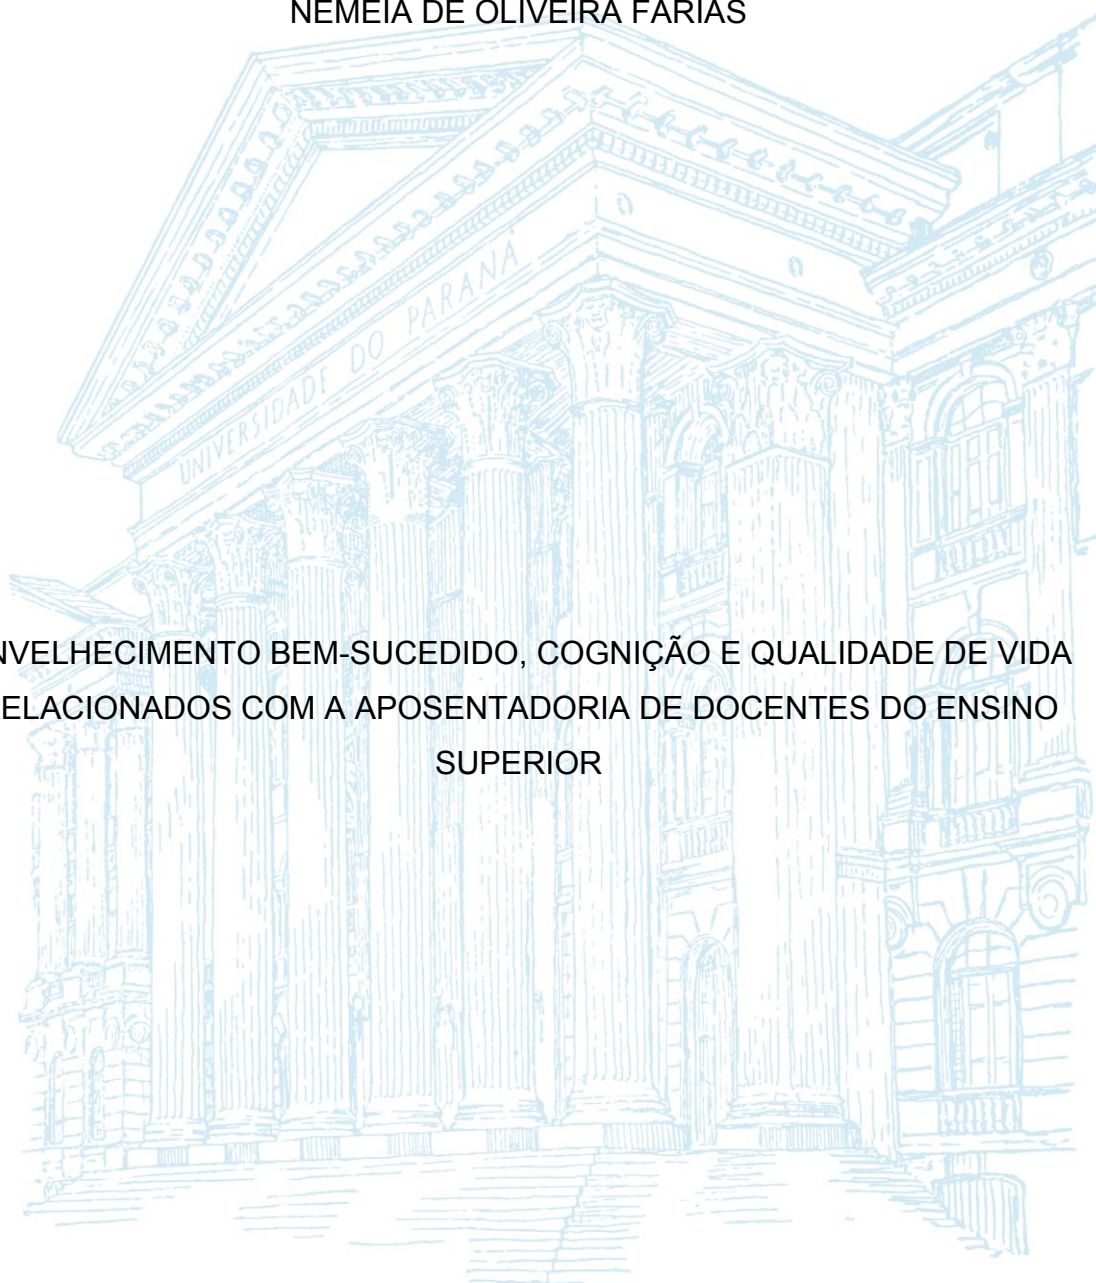 NEMEIA DE OLIVEIRA FARIAS
UNIVERSIDADE DO PARANÁ
NVELHECIMENTO BEM-SUCEDIDO, COGNIÇÃO E QUALIDADE DE VIDA
ELACIONADOS COM A APOSENTADORIA DE DOCENTES DO ENSINO
SUPERIOR